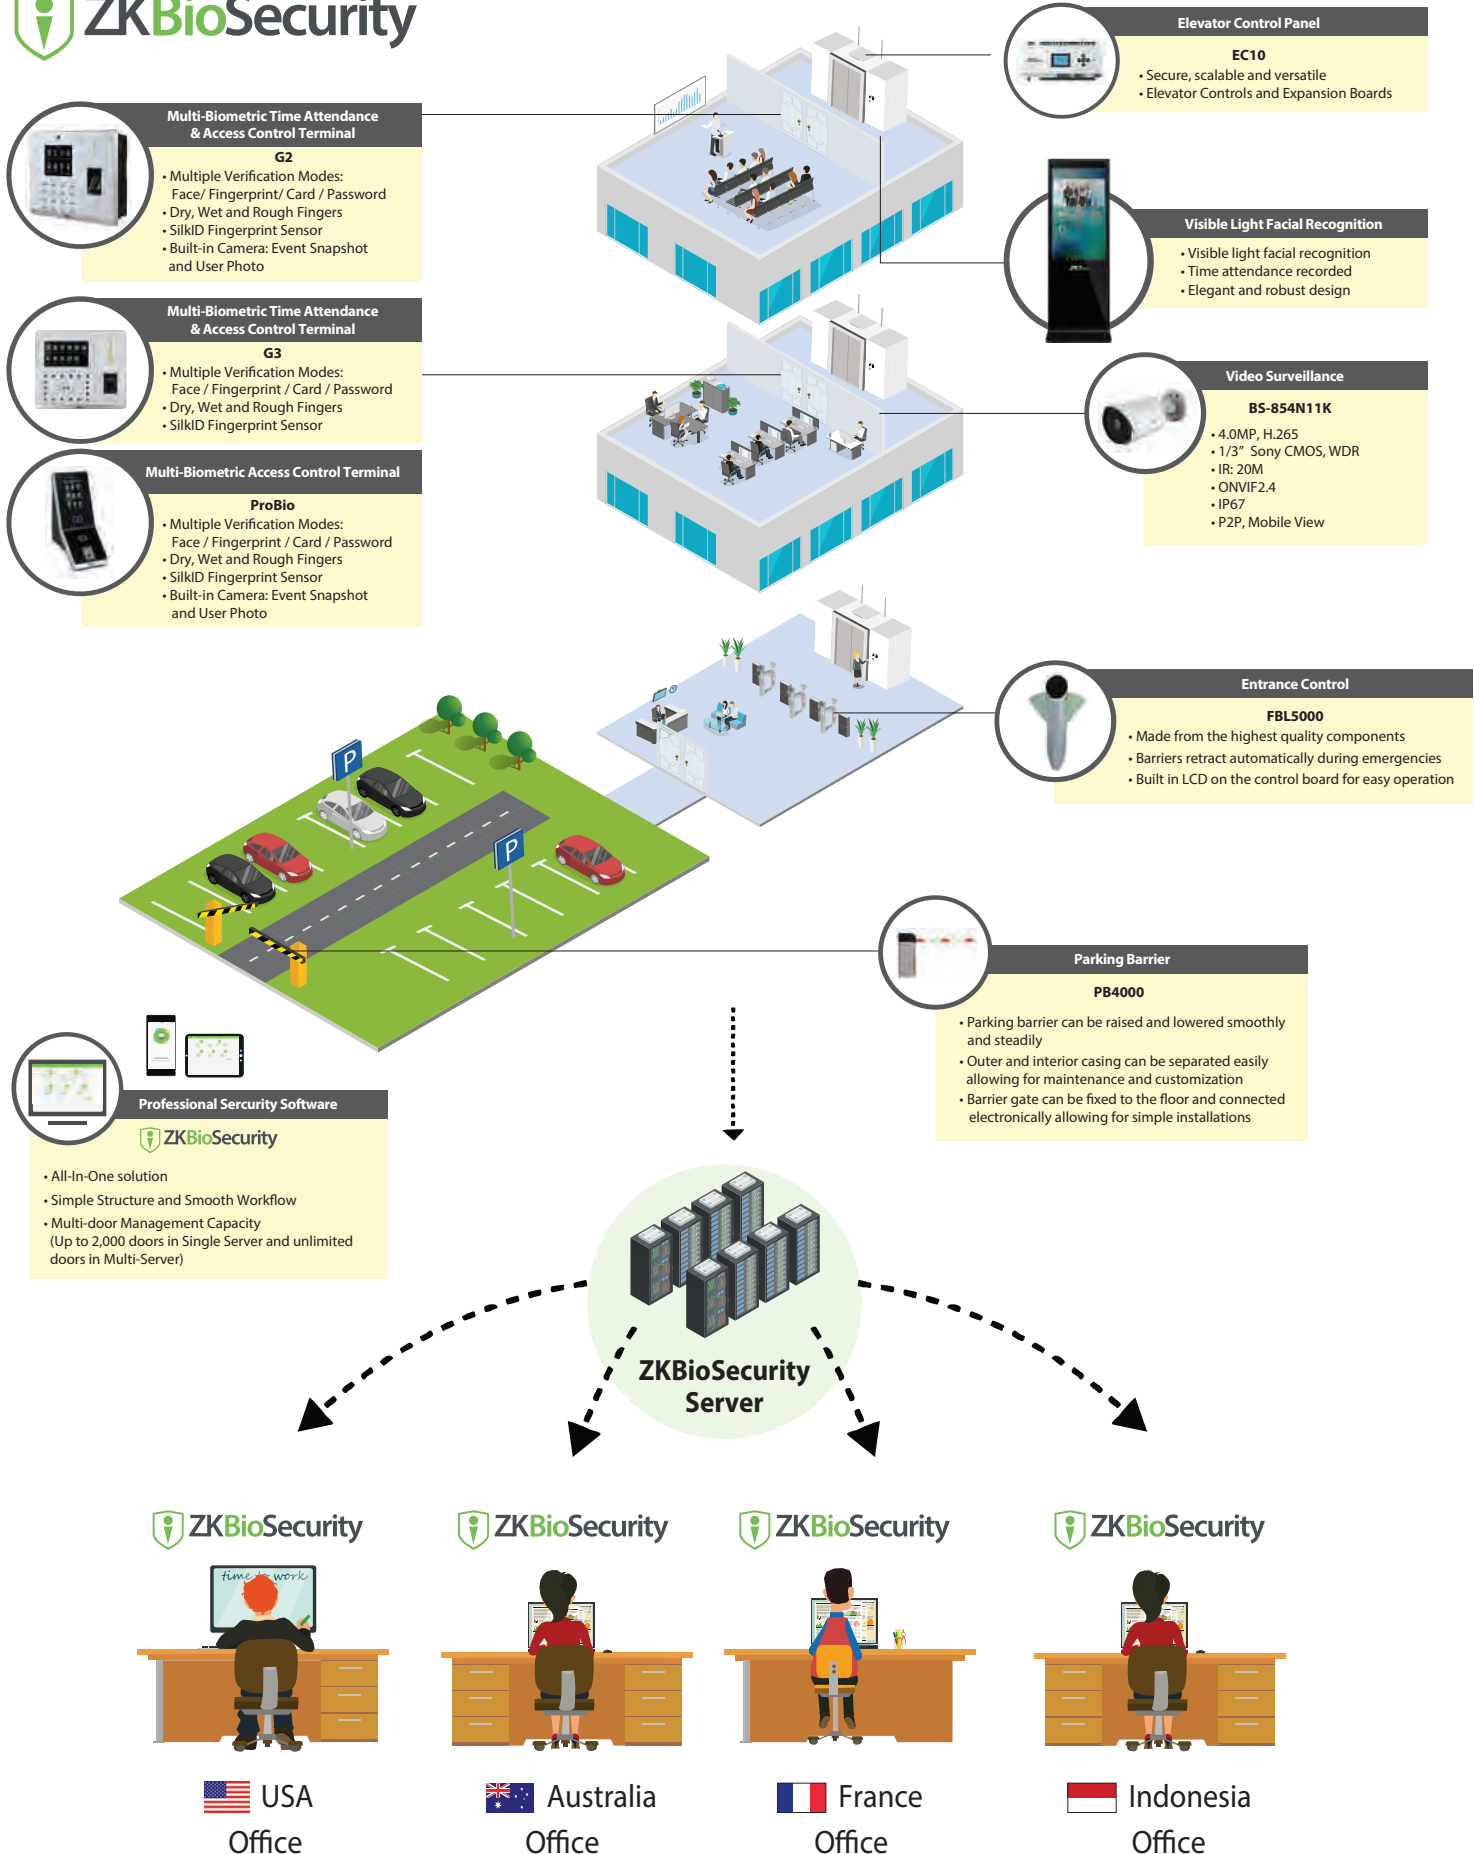 ZKBioSecurity
Elevator Control Panel
EC10
• Secure, scalable and versatile
• Elevator Controls and Expansion Boards
Multi-Biometric Time Attendance
& Access Control Terminal
G2
• Multiple Verification Modes:
Face/ Fingerprint/ Card / Password
• Dry, Wet and Rough Fingers
• SilkID Fingerprint Sensor
• Built-in Camera: Event Snapshot
and User Photo
Visible Light Facial Recognition
• Visible light facial recognition
• Time attendance recorded
• Elegant and robust design
Multi-Biometric Time Attendance
& Access Control Terminal
G3
• Multiple Verification Modes:
Face / Fingerprint / Card / Password
• Dry, Wet and Rough Fingers
• SilkID Fingerprint Sensor
Video Surveillance
BS-854N11K
• 4.0MP, H.265
• 1/3” Sony CMOS, WDR
• IR: 20M
• ONVIF2.4
• IP67
• P2P, Mobile View
Multi-Biometric Access Control Terminal
ProBio
• Multiple Verification Modes:
Face / Fingerprint / Card / Password
• Dry, Wet and Rough Fingers
• SilkID Fingerprint Sensor
• Built-in Camera: Event Snapshot
and User Photo
Entrance Control
FBL5000
• Made from the highest quality components
• Barriers retract automatically during emergencies
• Built in LCD on the control board for easy operation
P
P
Parking Barrier
PB4000
• Parking barrier can be raised and lowered smoothly
and steadily
• Outer and interior casing can be separated easily
allowing for maintenance and customization
• Barrier gate can be fixed to the floor and connected
electronically allowing for simple installations
Professional Sercurity Software
ZKBioSecurity
• All-In-One solution
• Simple Structure and Smooth Workflow
• Multi-door Management Capacity
(Up to 2,000 doors in Single Server and unlimited
doors in Multi-Server)
ZKBioSecurity
Server
ZKBioSecurity
ZKBioSecurity
ZKBioSecurity
ZKBioSecurity
time to work
USA
Office
Australia
Office
France
Office
Indonesia
Office